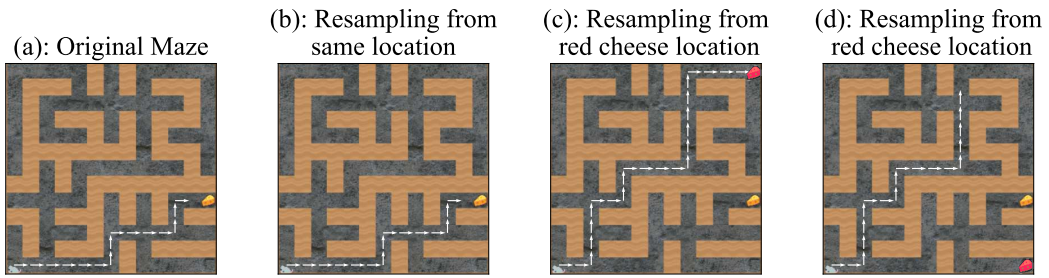 (a): Original Maze
(b): Resampling from
same location
(c): Resampling from
red cheese location
(d): Resampling from
red cheese location